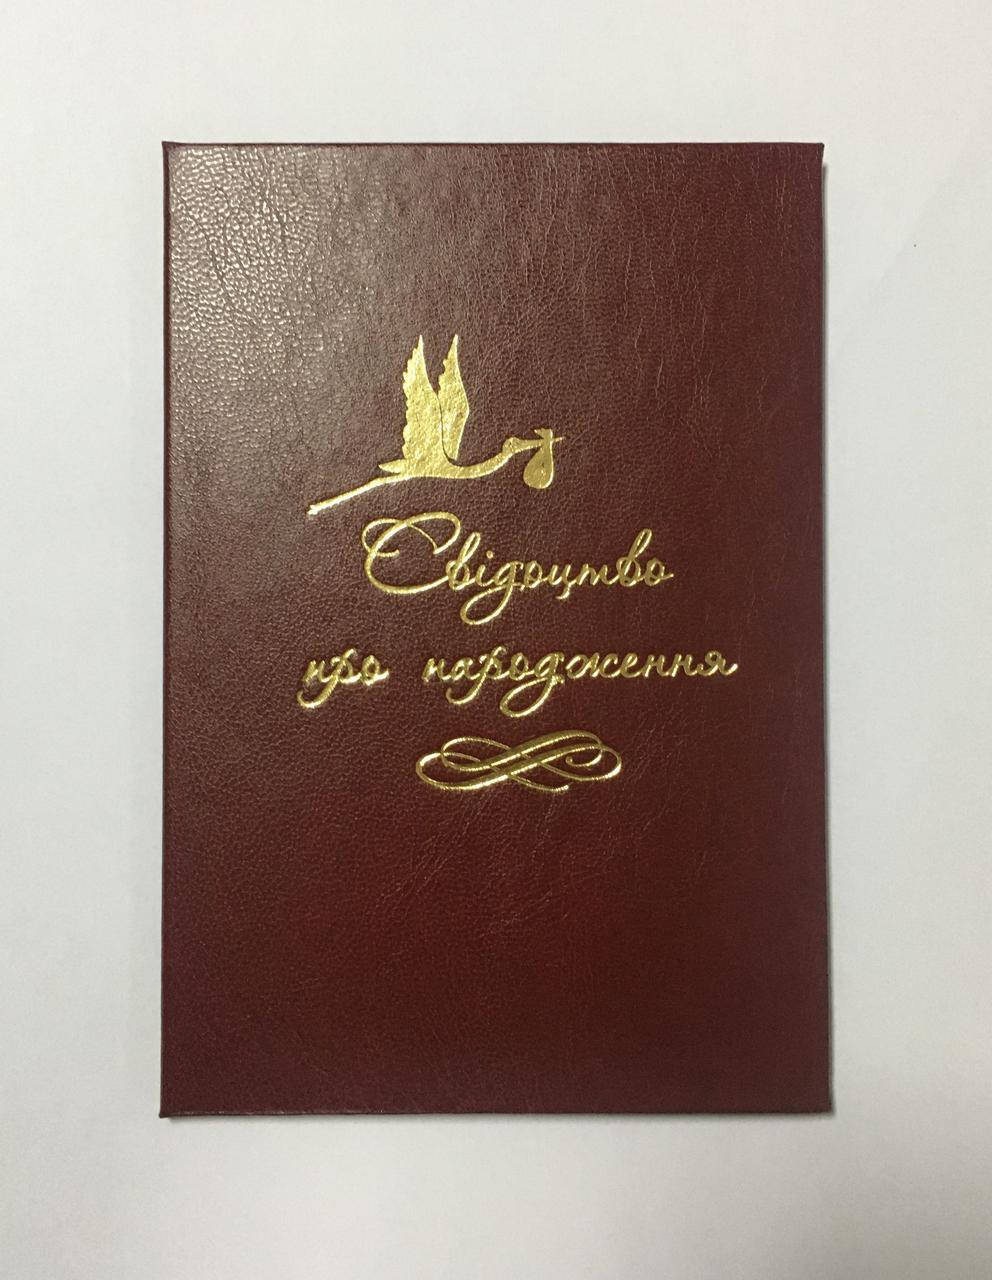 Свідоцтво
про народження